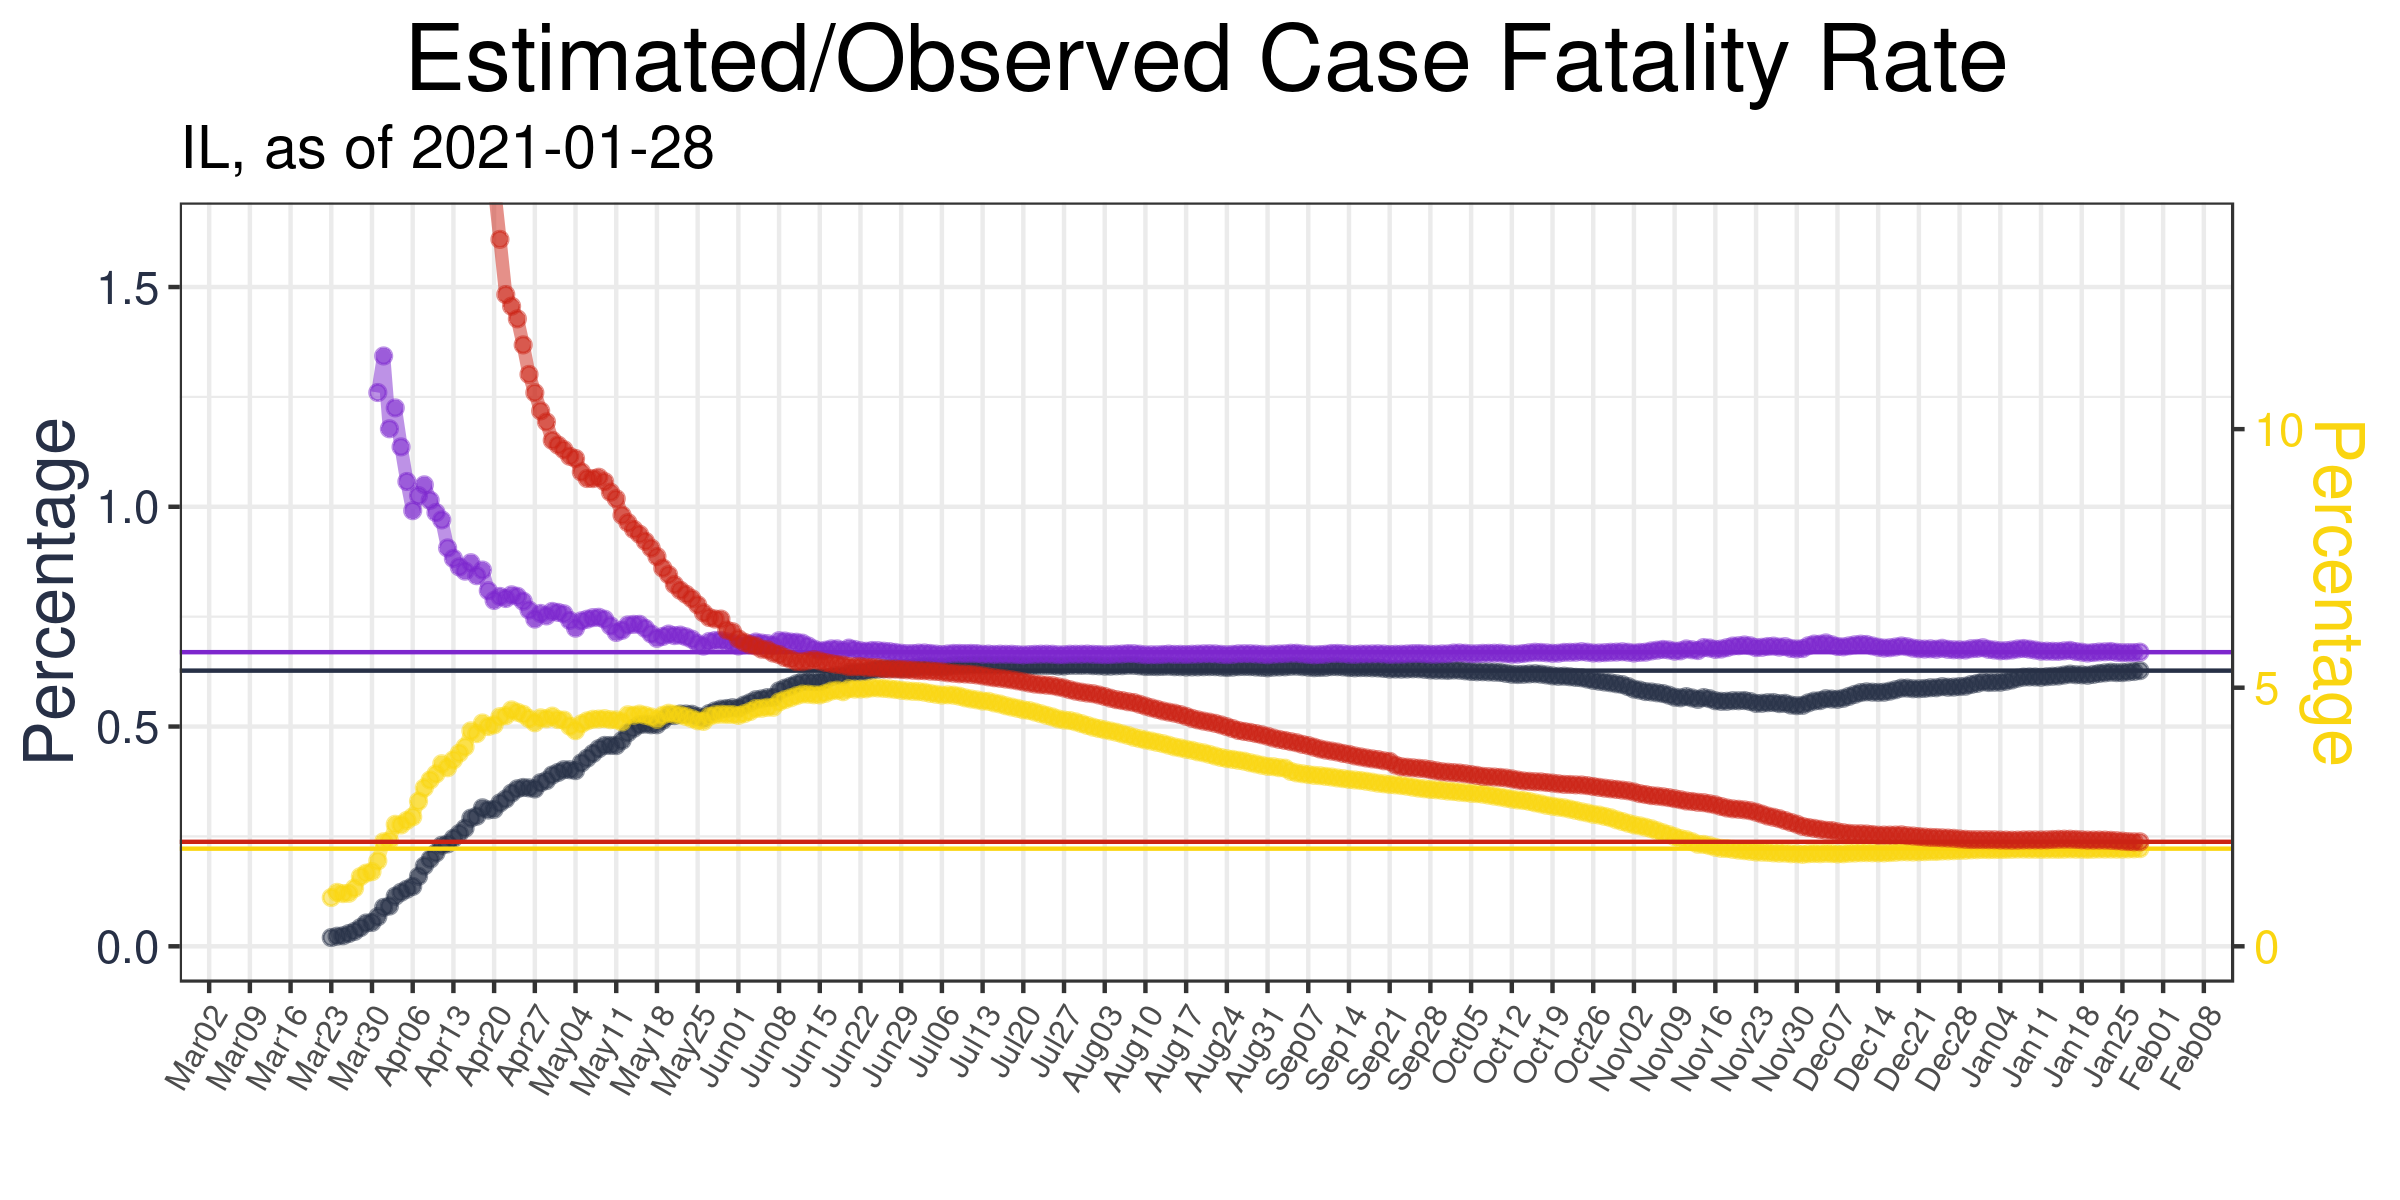 Estimated/Observed Case Fatality Rate
IL, as of 2021-01-28
Percentage
1.5
1.0
0.5
0.0
10
5
0
Percentage
Mar02
Mar09
Mar16
Mar23
Mar30
Apr06
Apr13
Apr20
Apr27
May04
May11
May18
May25
Jun01
Jun08
Jun15
Jun22
Jun29
Jul06
Jul13
Jul20
Jul27
Aug03
Aug10
Aug17
Aug24
Aug31
Sep07
Sep14
Sep21
Sep28
Oct05
Oct12
Oct19
Oct26
Nov02
Nov09
Nov16
Nov23
Nov30
Dec07
Dec14
Dec21
Dec28
Jan04
Jan11
Jan18
Jan25
Feb01
Feb08